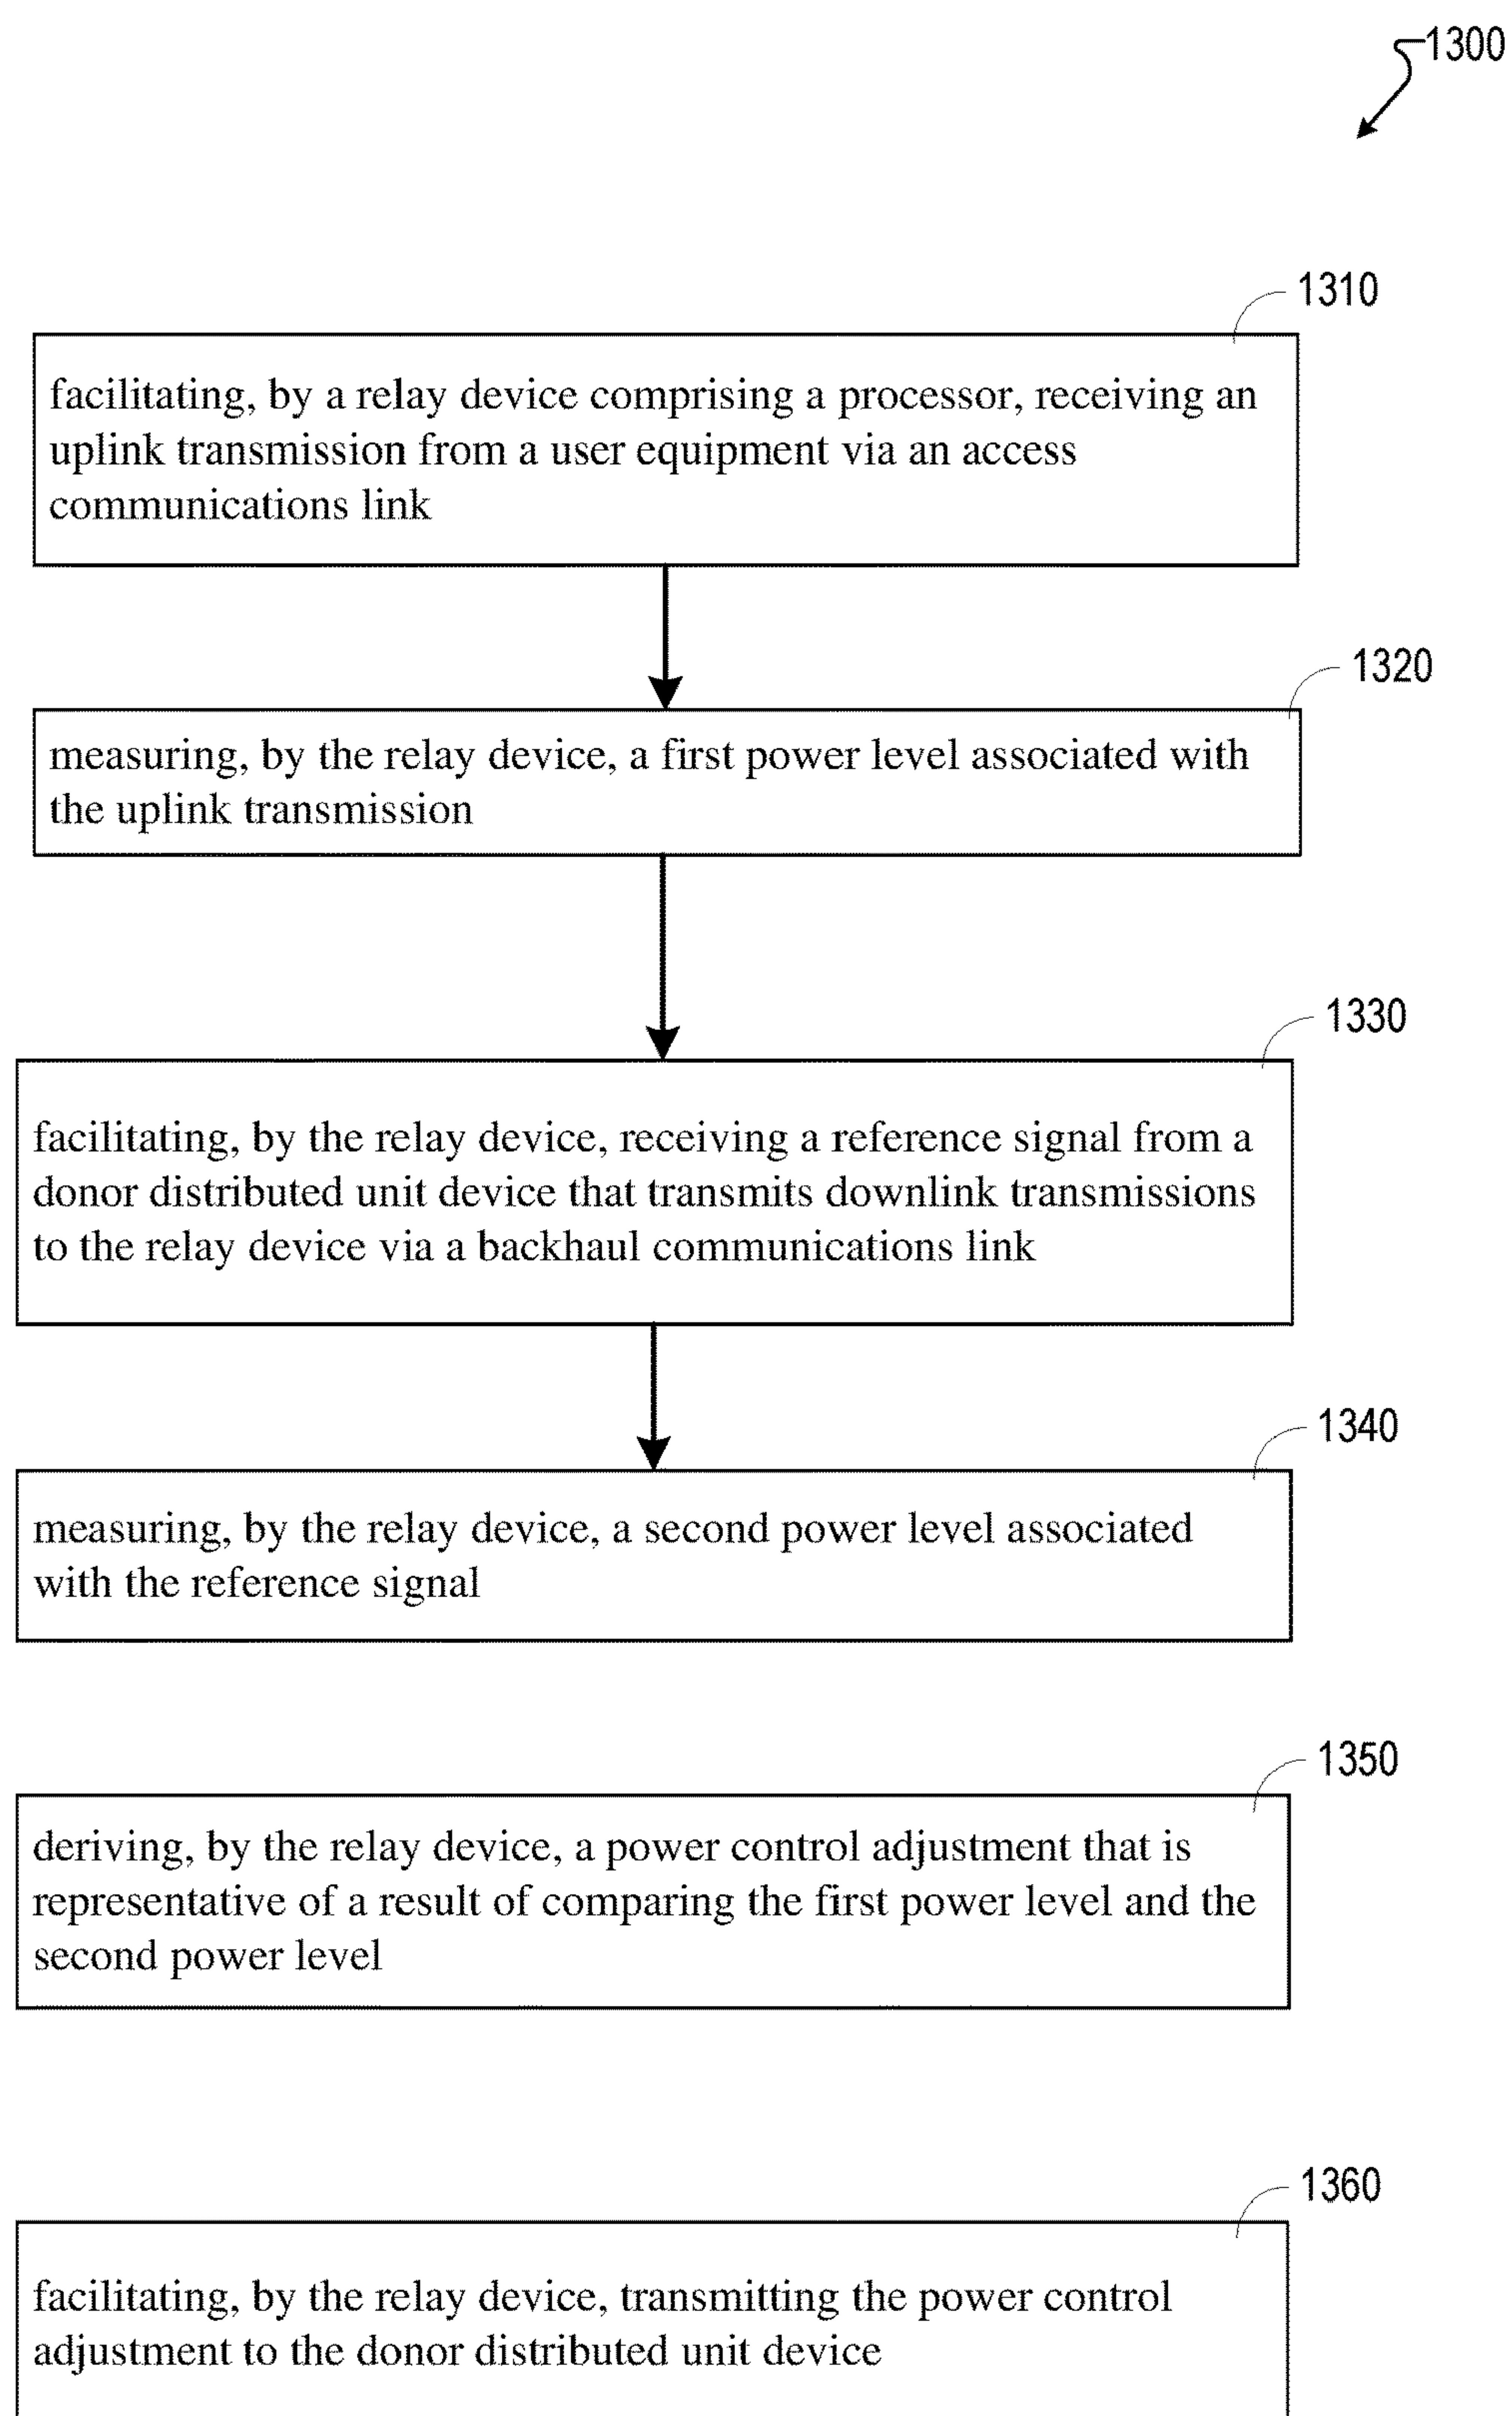 1300
1310
facilitating, by a relay device comprising a processor, receiving an
uplink transmission from a user equipment via an access
communications link
1320
measuring, by the relay device, a first power level associated with
the uplink transmission
1330
facilitating, by the relay device, receiving a reference signal from a
donor distributed unit device that transmits downlink transmissions
to the relay device via a backhaul communications link
1340
measuring, by the relay device, a second power level associated
with the reference signal
1350
deriving, by the relay device, a power control adjustment that is
representative of a result of comparing the first power level and the
second power level
1360
facilitating, by the relay device, transmitting the power control
adjustment to the donor distributed unit device